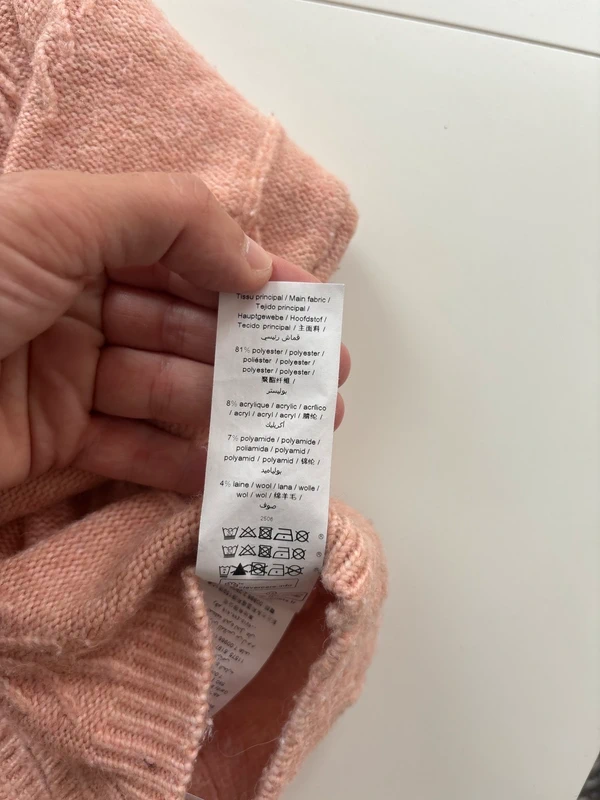 Tissu principal / Main fabric /
Tejido principal /
Hauptgewebe / Hoofdstof /
Tecido principal / 主面料 /
قماش رئيسي
81% polyester / polyester /
poliéster / polyester /
polyester / polyester /
聚酯纤维 /
بوليستر
8% acrylique / acrylic / acrílico
/ acryl / acryl / acryl / 腈纶 /
أكريليك
7% polyamide / polyamide /
poliamida / polyamid /
polyamid / polyamid / 锦纶 /
بولياميد
4% laine / wool / lana / wolle /
wol / wol / 绵羊毛 /
صوف
2506